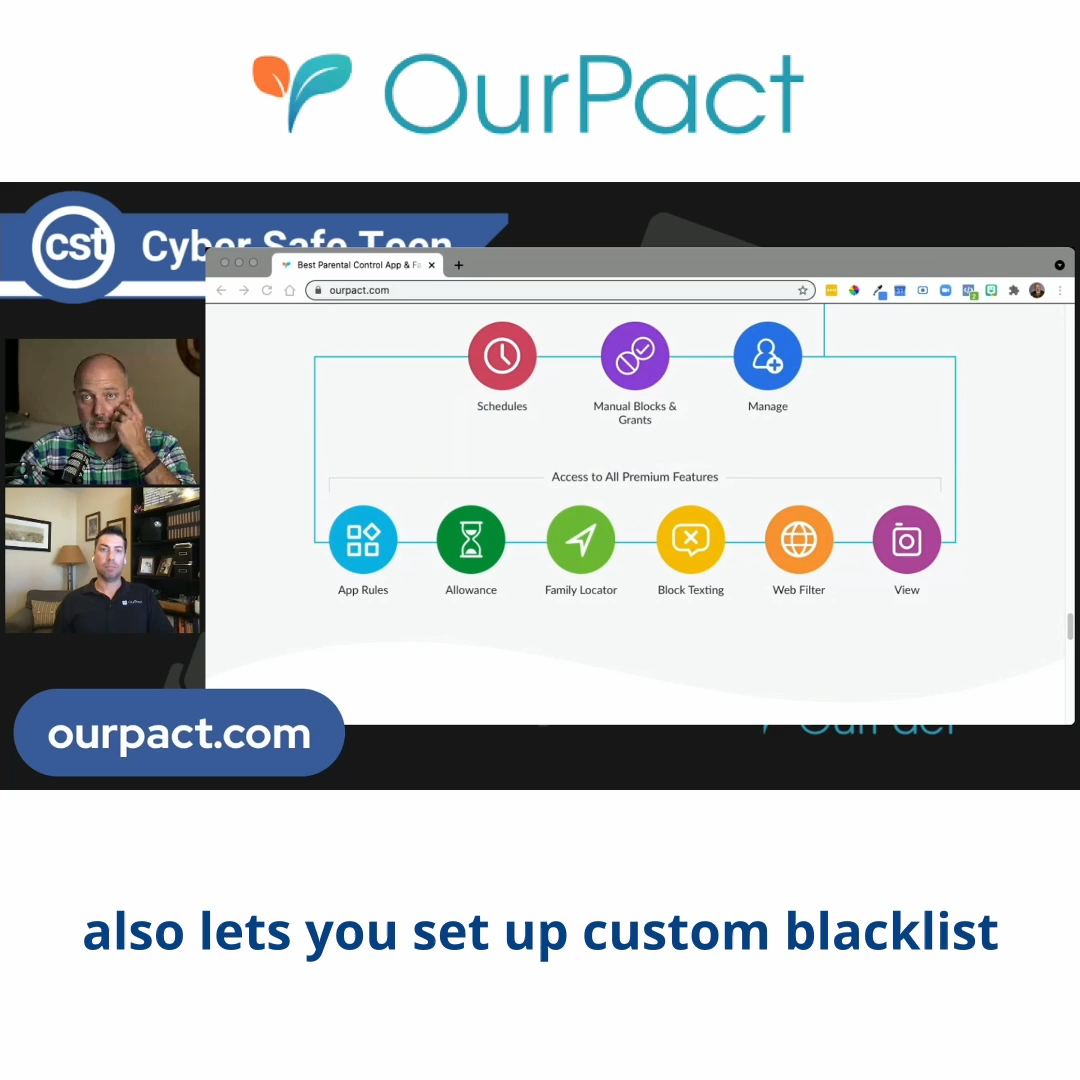 OurPact
cst Cyber Safe Teen
Best Parental Control App & Fa
ourpact.com
Schedules
Manual Blocks &
Grants
Manage
Access to All Premium Features
App Rules
Allowance
Family Locator
Block Texting
Web Filter
View
ourpact.com
OurPact
also lets you set up custom blacklist